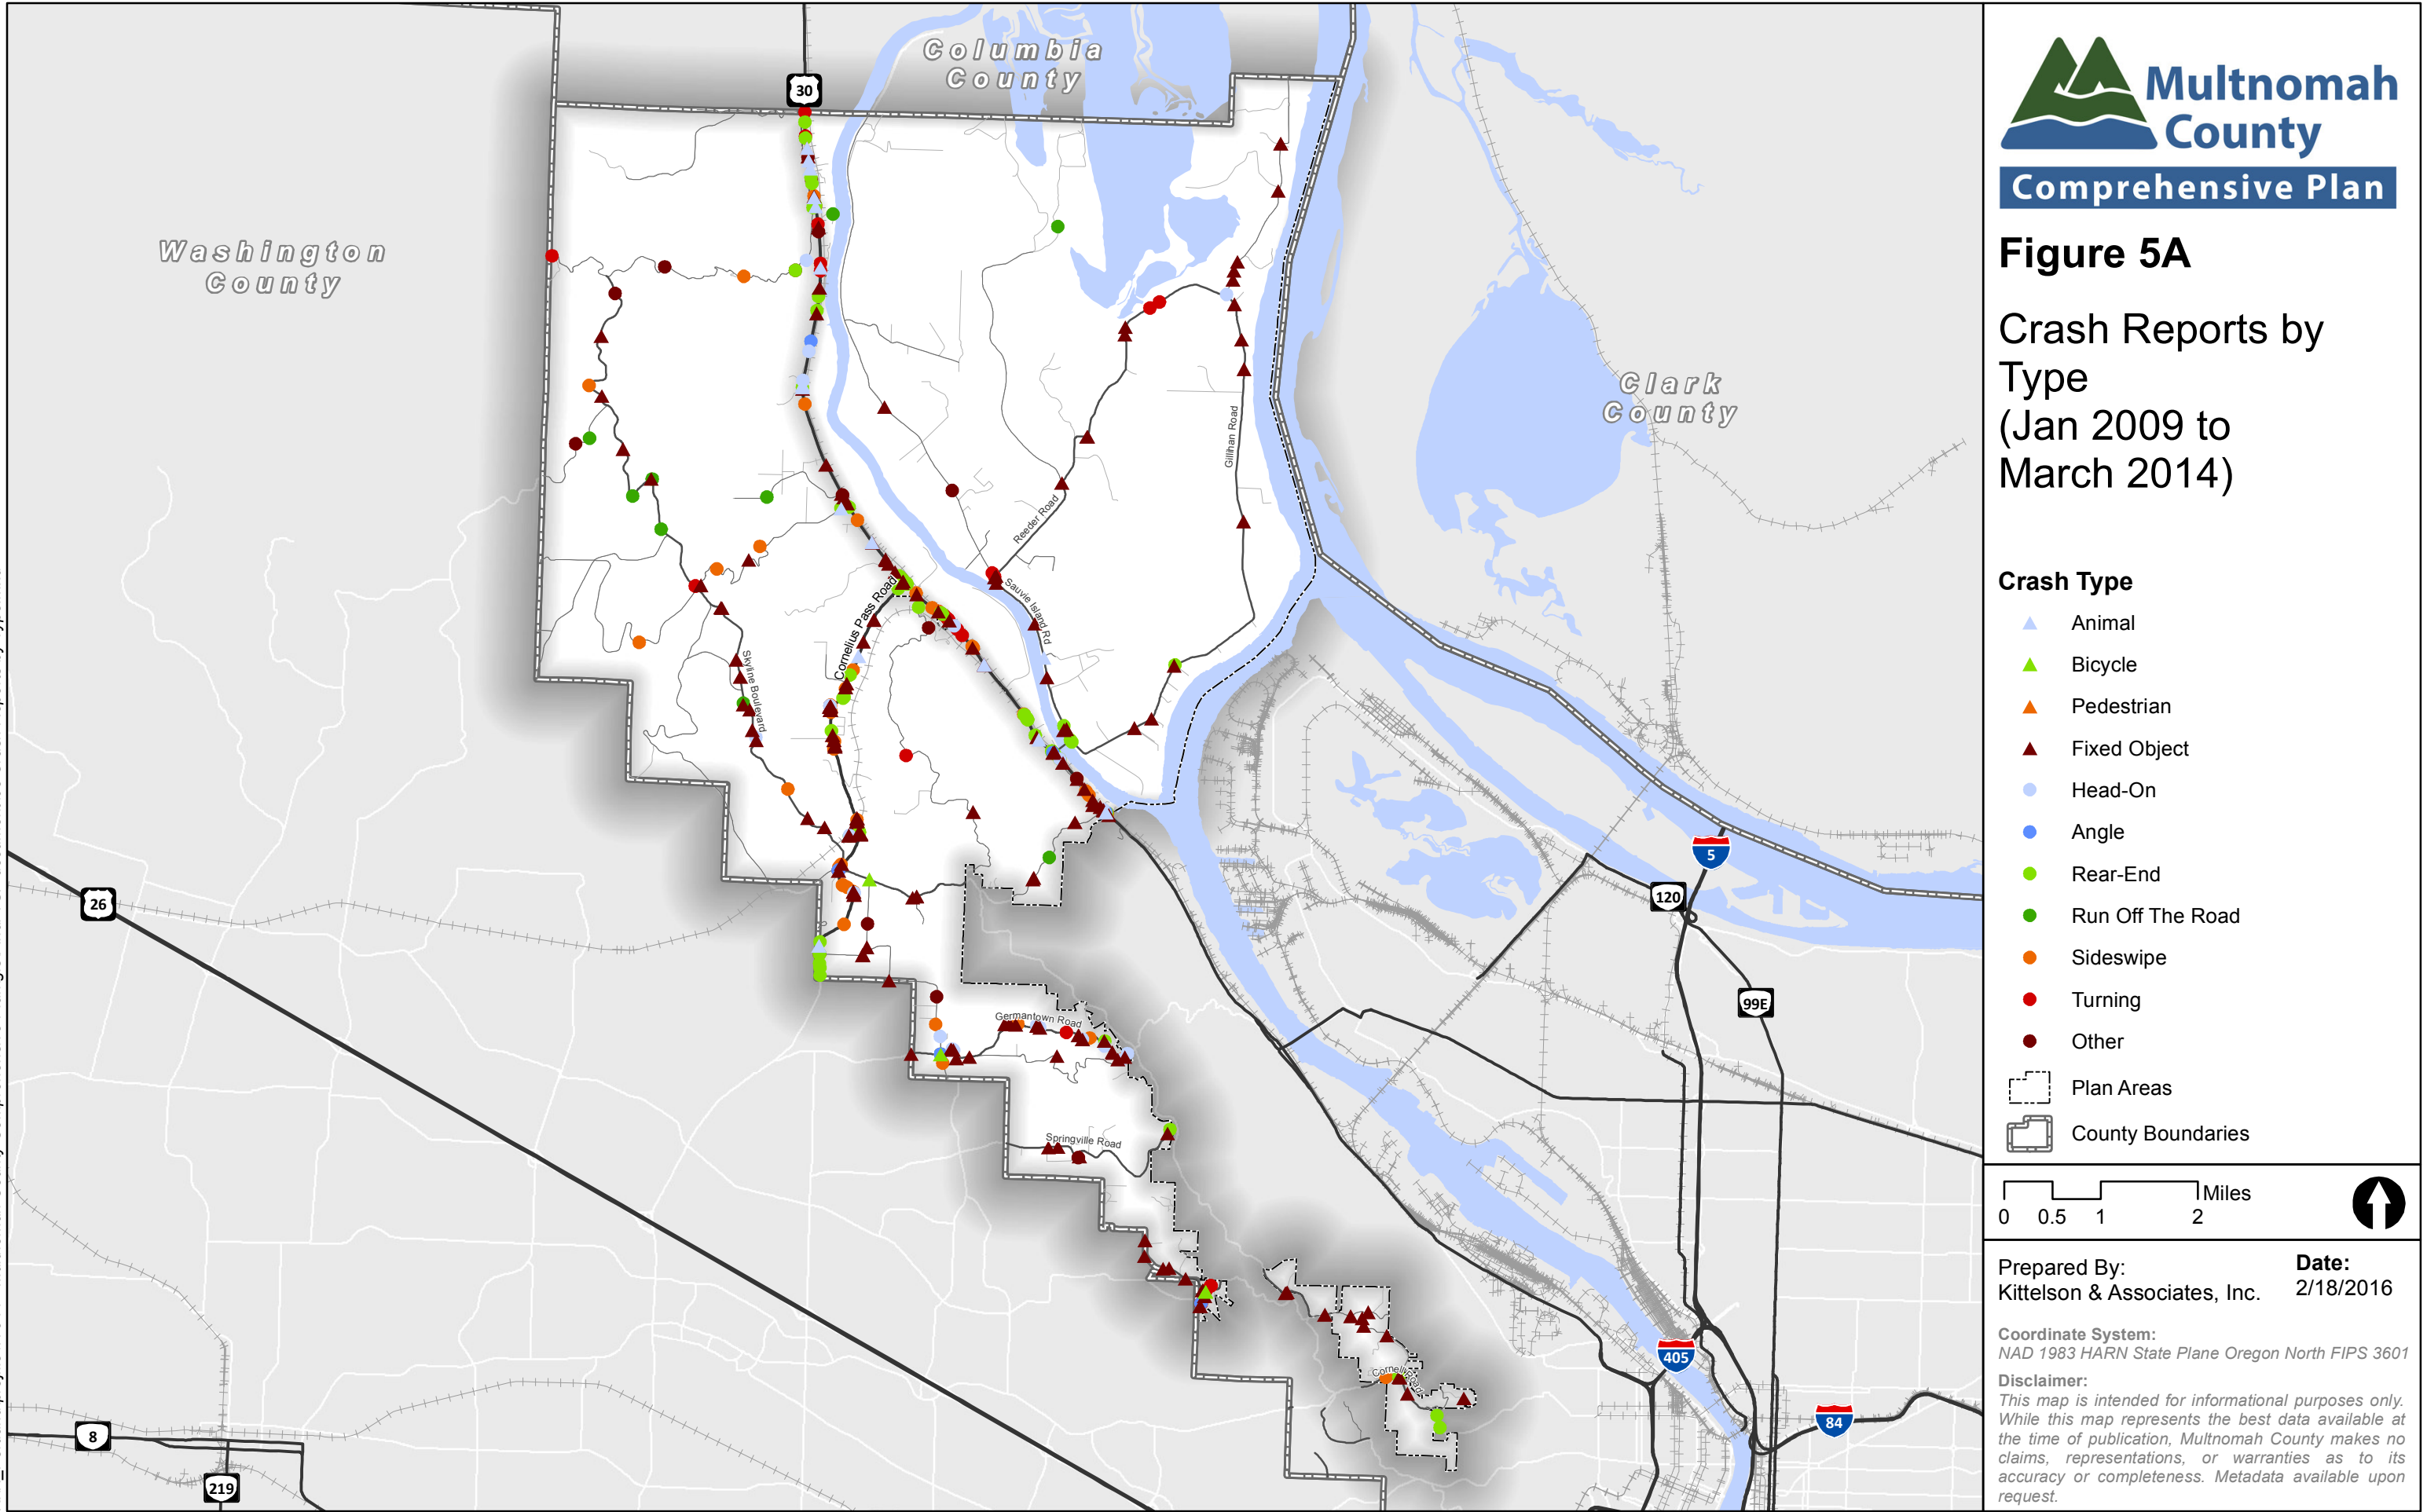 Columbia
County
Washington
County
Clark
County
30
26
8
219
5
120
99E
405
84
Gillihan Road
Reeder Road
Sauvie Island Rd
Cornelius Pass Road
Skyline Boulevard
Germantown Road
Springville Road
Cornell Road
Multnomah
County
Comprehensive Plan
Figure 5A
Crash Reports by
Type
(Jan 2009 to
March 2014)
Crash Type
Animal
Bicycle
Pedestrian
Fixed Object
Head-On
Angle
Rear-End
Run Off The Road
Sideswipe
Turning
Other
Plan Areas
County Boundaries
Miles
0 0.5 1 2
Prepared By:
Kittelson & Associates, Inc.
Date:
2/18/2016
Coordinate System:
NAD 1983 HARN State Plane Oregon North FIPS 3601
Disclaimer:
This map is intended for informational purposes only.
While this map represents the best data available at
the time of publication, Multnomah County makes no
claims, representations, or warranties as to its
accuracy or completeness. Metadata available upon
request.